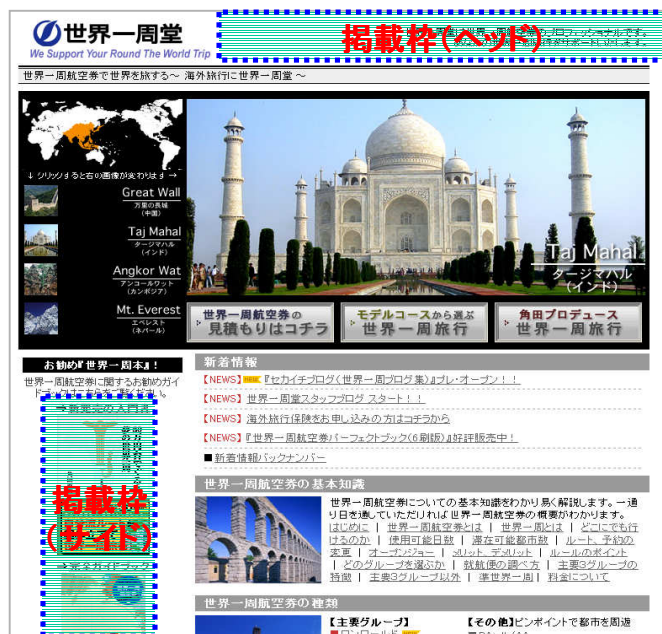 世界一周堂
We Support Your Round The World Trip
掲載枠(ヘッド)
世界一周航空券で世界を旅する～ 海外旅行に世界一周堂 ～
↓ クリックすると右の画像が変わります →
Great Wall
万里の長城
(中国)
Taj Mahal
タージマハル
(インド)
Angkor Wat
アンコールワット
(カンボジア)
Mt. Everest
エベレスト
(ネパール)
Taj Mahal
タージマハル
(インド)
世界一周航空券の
見積もりはコチラ
モデルコースから選ぶ
世界一周旅行
角田プロデュース
世界一周旅行
お勧め『世界一周本』！
世界一周航空券に関するお勧めガイ
掲載枠
(サイド)
新着情報
【NEWS】 『セカイチブログ(世界一周ブログ集)』プレ・オープン！！
【NEWS】 世界一周堂スタッフブログ スタート！！
【NEWS】 海外旅行保険をお申し込みの方はコチラから
【NEWS】『世界一周航空券パーフェクトブック(6刷版)』好評販売中！
■新着情報バックナンバー
世界一周航空券の基本知識
世界一周航空券についての基本知識をわかり易く解説します。一通
り目を通していただければ世界一周航空券の概要がわかります。
はじめに | 世界一周航空券とは | 世界一周とは | どこにでも行
けるのか | 使用可能日数 | 滞在可能都市数 | ルート、予約の
変更 | オープンジョー | メリット、デメリット | ルールのポイント
| どのグループを選ぶか | 就航便の調べ方 | 主要3グループの
特徴 | 主要3グループ以外 | 準世界一周 | 料金について
世界一周航空券の種類
【主要グループ】
【その他】ピンポイントで都市を周遊
■ワンワールド